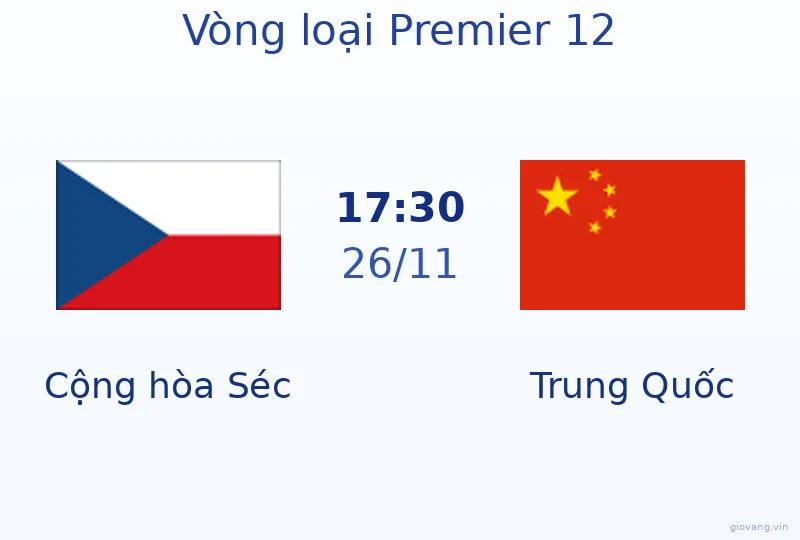 Vòng loại Premier 12
17:30
26/11
Cộng hòa Séc
Trung Quốc
giovang.vin